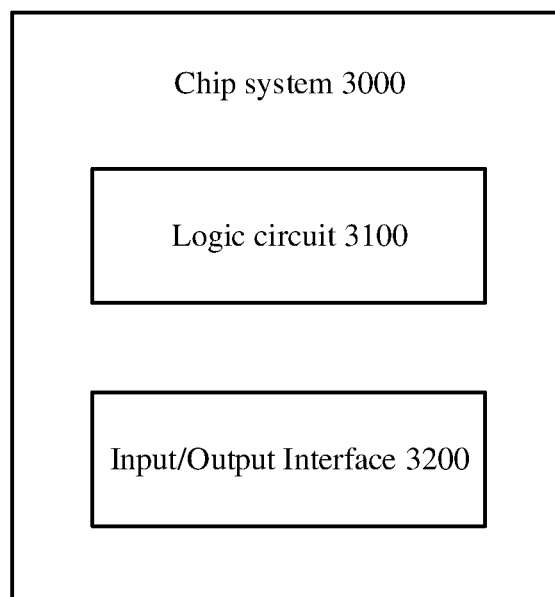 Chip system 3000
Logic circuit 3100
Input/Output Interface 3200